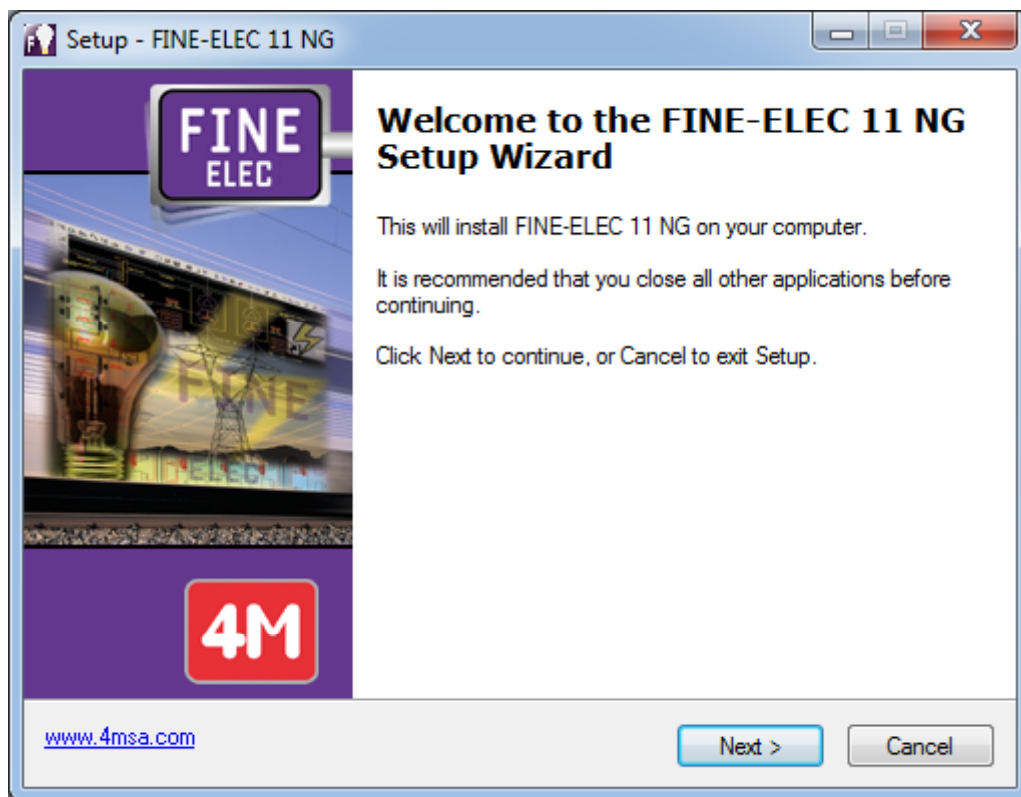 Setup - FINE-ELEC 11 NG
FINE
ELEC
Welcome to the FINE-ELEC 11 NG
Setup Wizard
This will install FINE-ELEC 11 NG on your computer.
It is recommended that you close all other applications before
continuing.
Click Next to continue, or Cancel to exit Setup.
FINE
ELEC
4M
www.4msa.com
Next >
Cancel